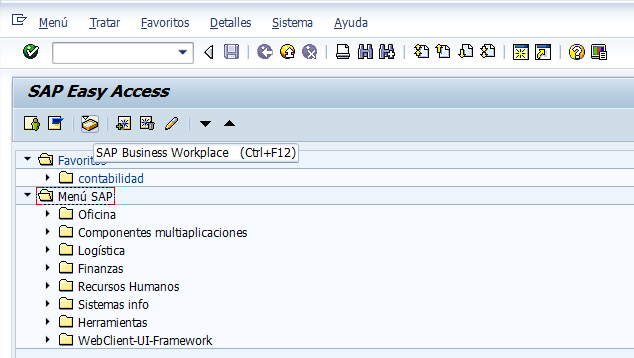 Menú Tratar Favoritos Detalles Sistema Ayuda
SAP Easy Access
SAP Business Workplace (Ctrl+F12)
Favoritos
contabilidad
Menú SAP
Oficina
Componentes multiaplicaciones
Logística
Finanzas
Recursos Humanos
Sistemas info
Herramientas
WebClient-UI-Framework